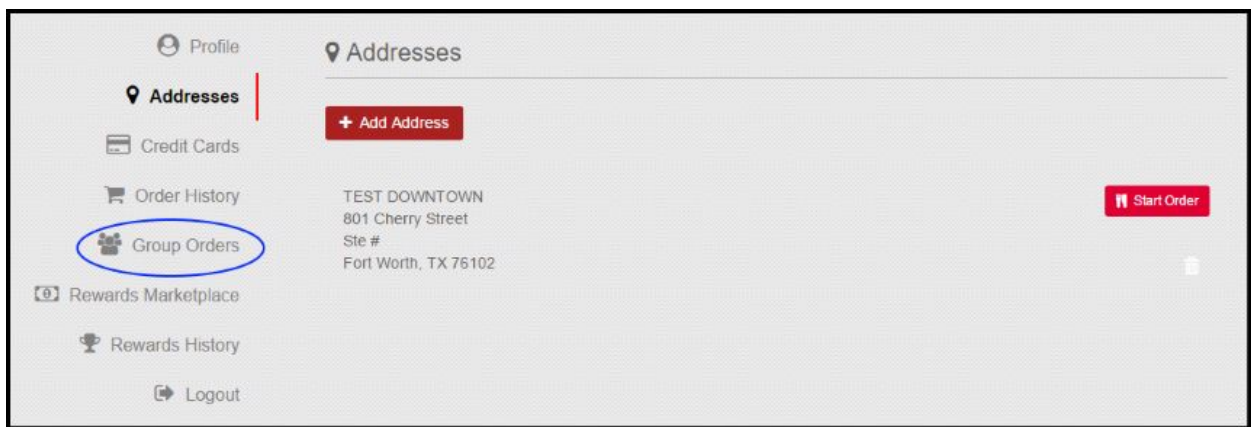 Profile
Addresses
Credit Cards
Order History
Group Orders
Rewards Marketplace
Rewards History
Logout
Addresses
+ Add Address
TEST DOWNTOWN
801 Cherry Street
Ste #
Fort Worth, TX 76102
Start Order